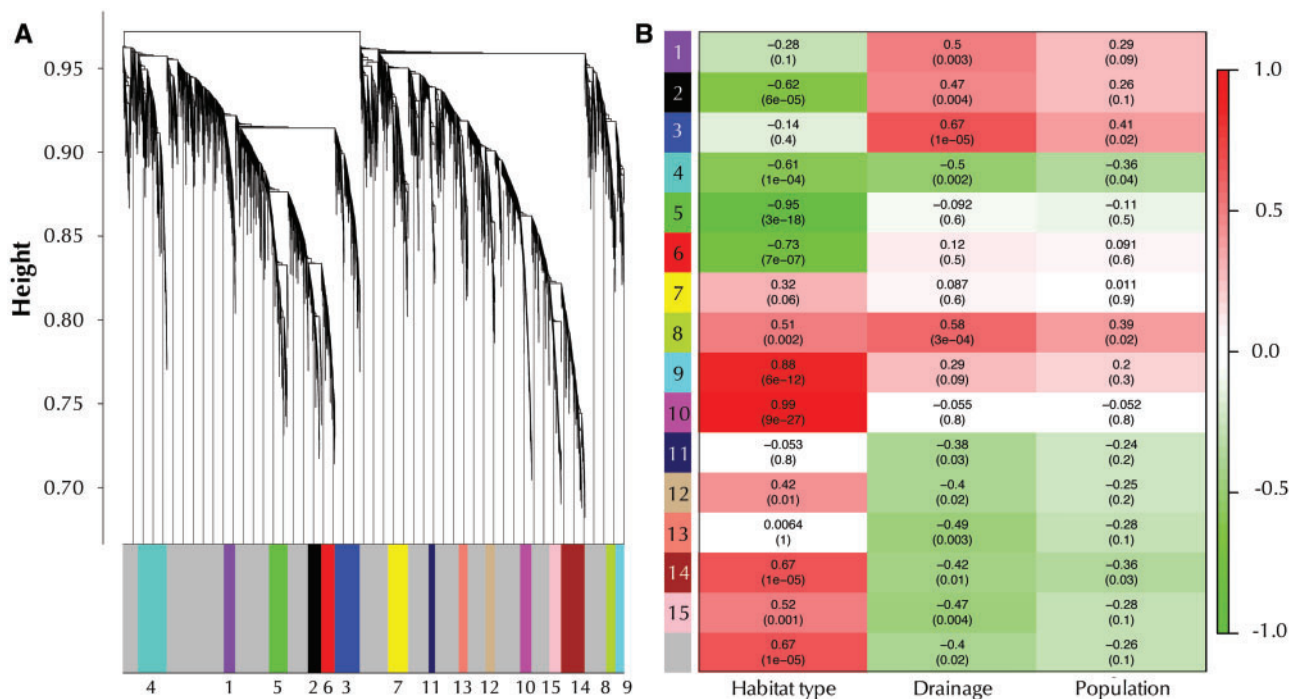 A
Height
0.95
0.90
0.85
0.80
0.75
0.70
4 1 5 2 6 3 7 11 13 12 10 15 14 8 9
B
1 −0.28 0.5 0.29
(0.1) (0.003) (0.09)
2 −0.62 0.47 0.26
(6e−05) (0.004) (0.1)
3 −0.14 0.67 0.41
(0.4) (1e−05) (0.02)
4 −0.61 −0.5 −0.36
(1e−04) (0.002) (0.04)
5 −0.95 −0.092 −0.11
(3e−18) (0.6) (0.5)
6 −0.73 0.12 0.091
(7e−07) (0.5) (0.6)
7 0.32 0.087 0.011
(0.06) (0.6) (0.9)
8 0.51 0.58 0.39
(0.002) (3e−04) (0.02)
9 0.88 0.29 0.2
(6e−12) (0.09) (0.3)
10 0.99 −0.055 −0.052
(9e−27) (0.8) (0.8)
11 −0.053 −0.38 −0.24
(0.8) (0.03) (0.2)
12 0.42 −0.4 −0.25
(0.01) (0.02) (0.2)
13 0.0064 −0.49 −0.28
(1) (0.003) (0.1)
14 0.67 −0.42 −0.36
(1e−05) (0.01) (0.03)
15 0.52 −0.47 −0.28
(0.001) (0.004) (0.1)
0.67 −0.4 −0.26
(1e−05) (0.02) (0.1)
Habitat type Drainage Population
1.0
0.5
0.0
-0.5
-1.0